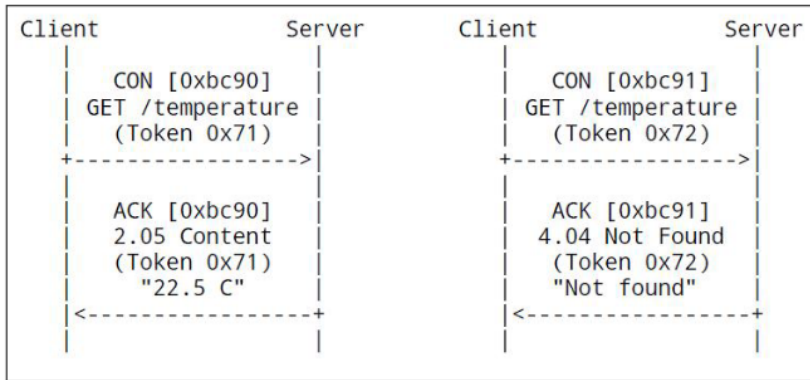 Client Server Client Server
CON [0xbc90] CON [0xbc91]
GET /temperature GET /temperature
(Token 0x71) (Token 0x72)
ACK [0xbc90] ACK [0xbc91]
2.05 Content 4.04 Not Found
(Token 0x71) (Token 0x72)
"22.5 C" "Not found"